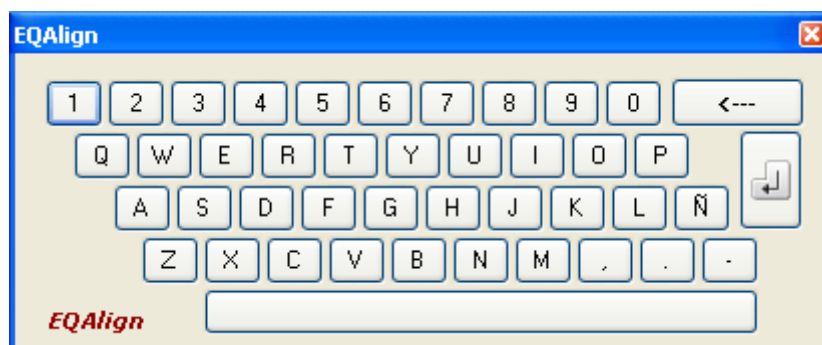 EQAlign
1 2 3 4 5 6 7 8 9 0 <---
Q W E R T Y U I O P
A S D F G H J K L Ñ
Z X C V B N M , . -
EQAlign